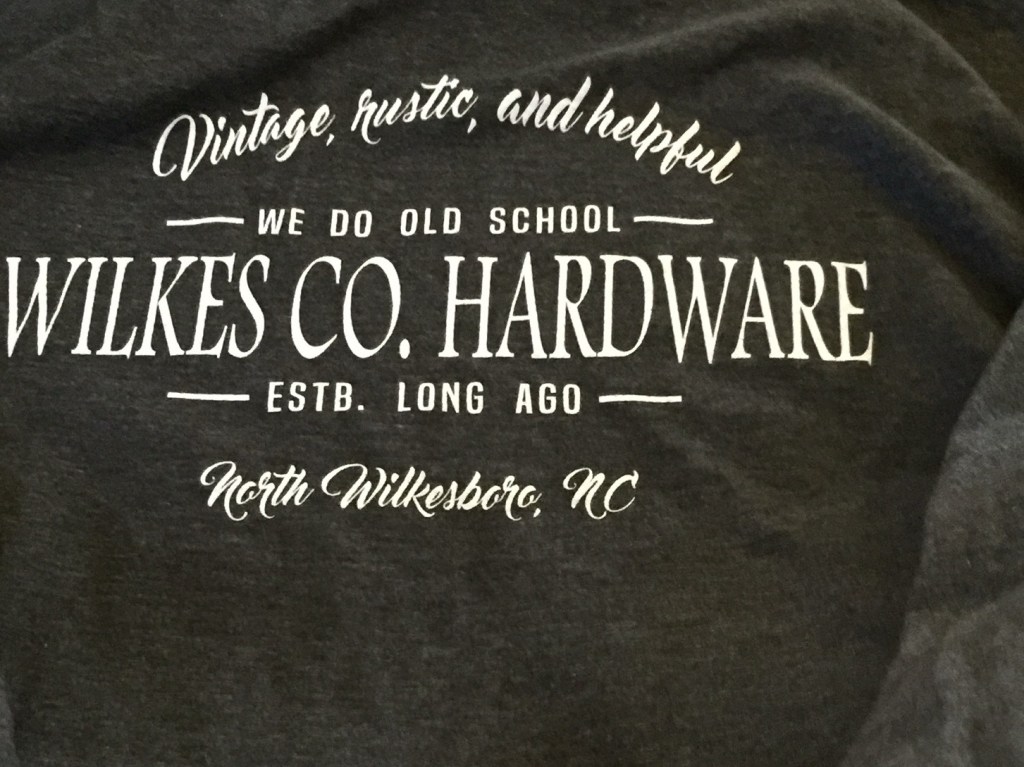 Vintage, rustic, and helpful
WE DO OLD SCHOOL
WILKES CO. HARDWARE
ESTB. LONG AGO
North Wilkesboro, NC